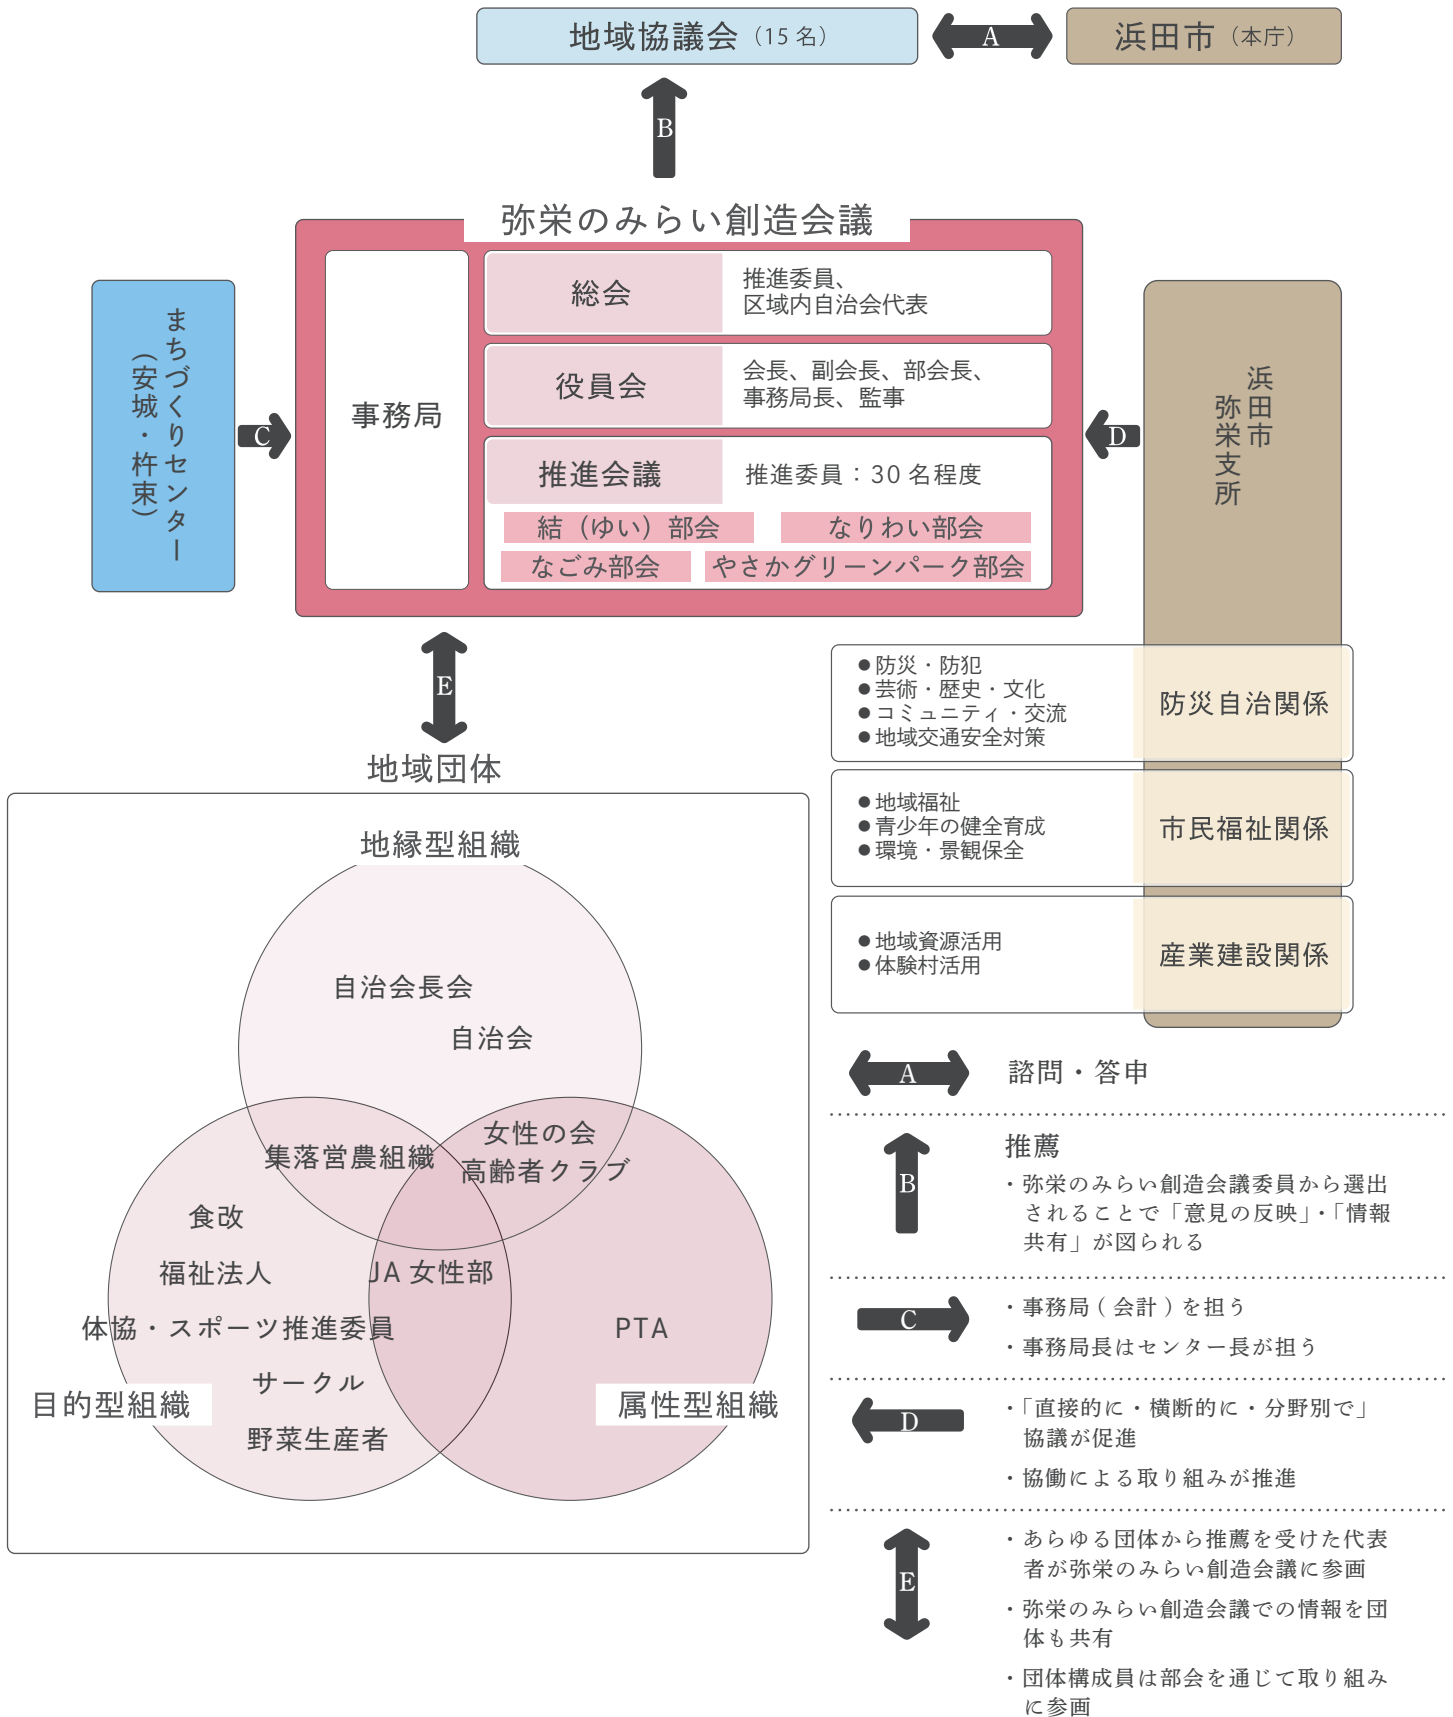 地域協議会（15 名）
A
浜田市（本庁）
B
弥栄のみらい創造会議
まちづくりセンター
（安城・杵束）
C
事務局
総会
推進委員、
区域内自治会代表
役員会
会長、副会長、部会長、
事務局長、監事
推進会議
推進委員：30 名程度
結（ゆい）部会
なりわい部会
なごみ部会
やさかグリーンパーク部会
D
浜田市
弥栄支所
●防災・防犯
●芸術・歴史・文化
●コミュニティ・交流
●地域交通安全対策
防災自治関係
●地域福祉
●青少年の健全育成
●環境・景観保全
市民福祉関係
●地域資源活用
●体験村活用
産業建設関係
E
地域団体
地縁型組織
自治会長会
自治会
集落営農組織
女性の会
高齢者クラブ
食改
福祉法人
JA 女性部
体協・スポーツ推進委員
PTA
サークル
目的型組織
属性型組織
野菜生産者
A
諮問・答申
B
推薦
・弥栄のみらい創造会議委員から選出
されることで「意見の反映」・「情報
共有」が図られる
C
・事務局 ( 会計 ) を担う
・事務局長はセンター長が担う
D
・「直接的に・横断的に・分野別で」
協議が促進
・協働による取り組みが推進
E
・あらゆる団体から推薦を受けた代表
者が弥栄のみらい創造会議に参画
・弥栄のみらい創造会議での情報を団
体も共有
・団体構成員は部会を通じて取り組み
に参画